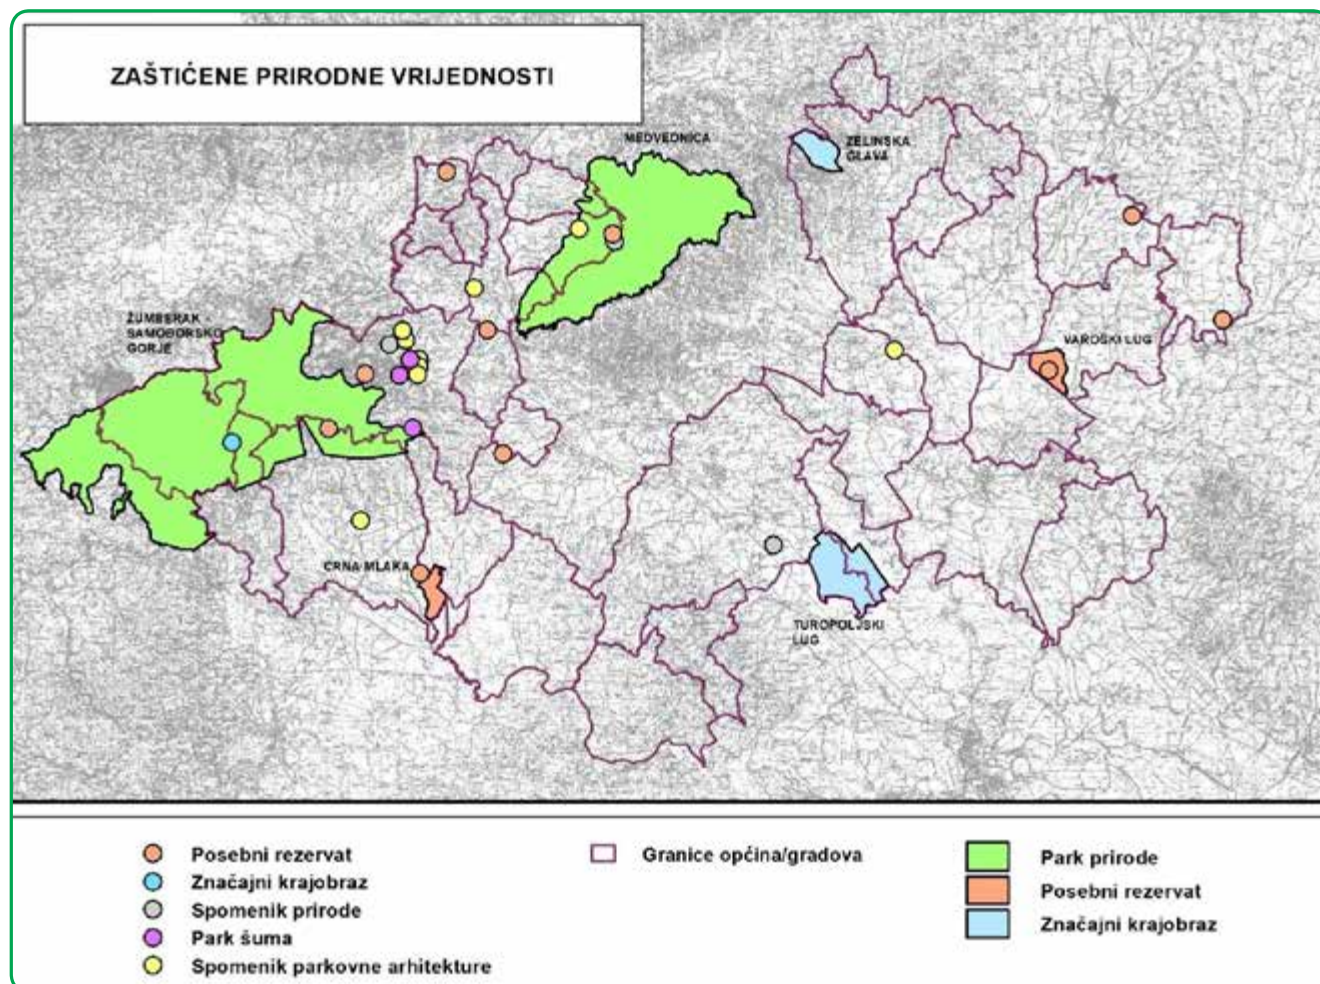 ZAŠTIĆENE PRIRODNE VRIJEDNOSTI
MEDVEDNICA
ZELINSKA
GLAVA
ŽUMBERAK -
SAMOBORSKO
GORJE
VAROŠKI LUG
CRNA MLAKA
TUROPOLJSKI
LUG
Posebni rezervat
Značajni krajobraz
Spomenik prirode
Park šuma
Spomenik parkovne arhitekture
Granice općina/gradova
Park prirode
Posebni rezervat
Značajni krajobraz